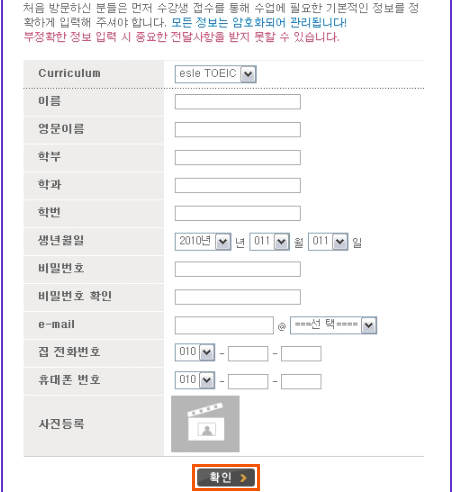 처음 방문하신 분들은 먼저 수강생 접수를 통해 수업에 필요한 기본적인 정보를 정
확하게 입력해 주셔야 합니다. 모든 정보는 암호화되어 관리됩니다!
부정확한 정보 입력 시 중요한 전달사항을 받지 못할 수 있습니다.
Curriculum esle TOEIC
이름
영문이름
학부
학과
학번
생년월일 2010년 년 011 월 011 일
비밀번호
비밀번호 확인
e-mail @ ===선 택====
집 전화번호 010 - -
휴대폰 번호 010 - -
사진등록
확인 >